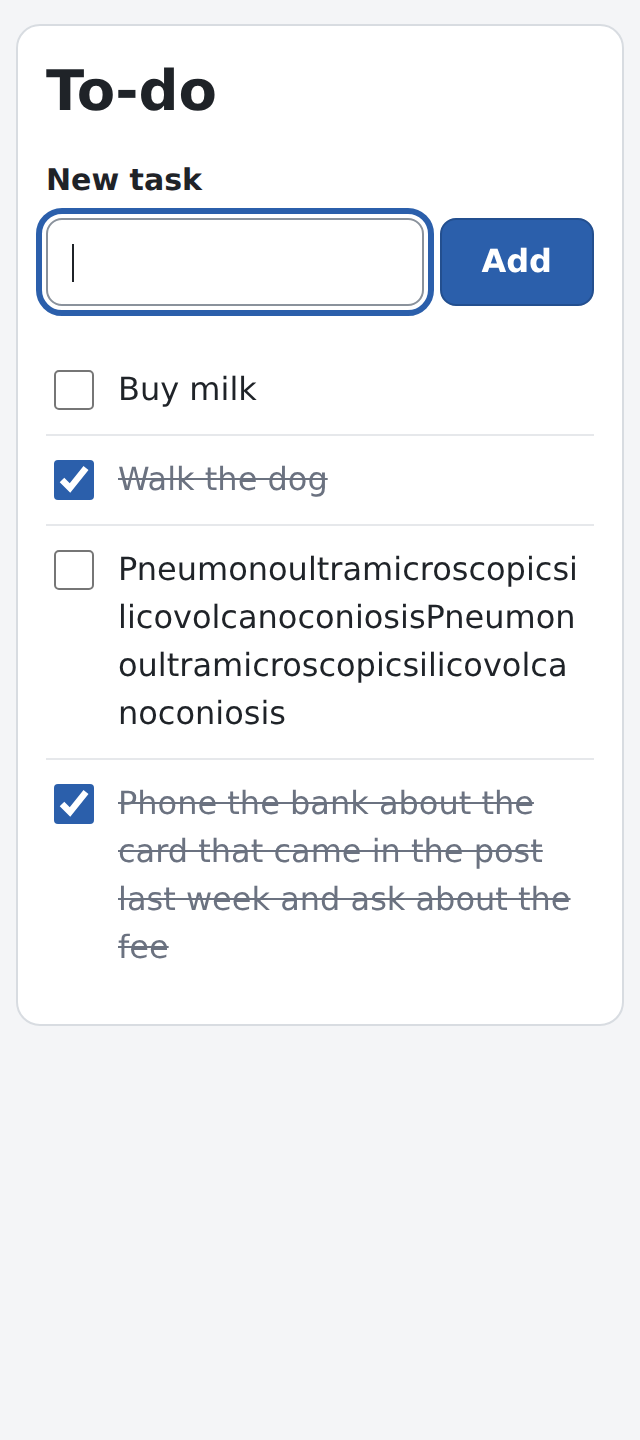 To-do
New task
Add
Buy milk
Walk the dog
Pneumonoultramicroscopicsi
licovolcanoconiosisPneumon
oultramicroscopicsilicovolca
noconiosis
Phone the bank about the
card that came in the post
last week and ask about the
fee